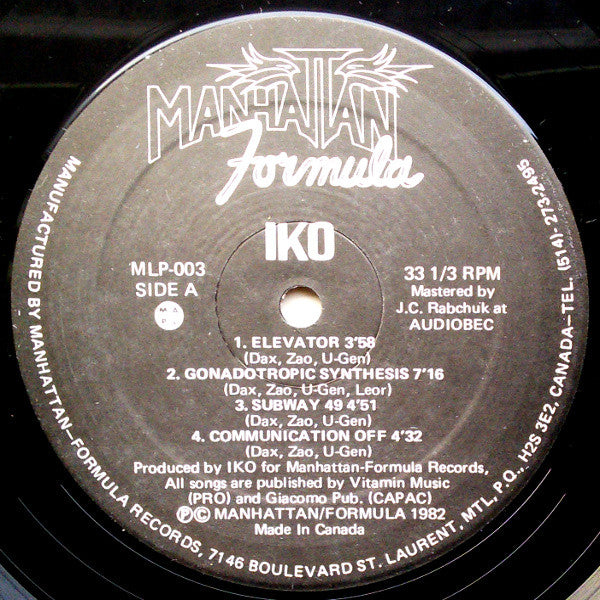 MANHATTAN
Formula
IKO
MLP-003
SIDE A
MAP
33 1/3 RPM
Mastered by
J.C. Rabchuk at
AUDIOBEC
1. ELEVATOR 3'58
(Dax, Zao, U-Gen)
2. GONADOTROPIC SYNTHESIS 7'16
(Dax, Zao, U-Gen, Leor)
3. SUBWAY 49 4'51
(Dax, Zao, U-Gen)
4. COMMUNICATION OFF 4'32
(Dax, Zao, U-Gen)
Produced by IKO for Manhattan-Formula Records,
All songs are published by Vitamin Music
(PRO) and Giacomo Pub. (CAPAC)
ⓅⒸ MANHATTAN/FORMULA 1982
Made In Canada
MANUFACTURED BY MANHATTAN-FORMULA RECORDS, 7146 BOULEVARD ST. LAURENT, MTL, P.Q., H2S 3E2. CANADA-TEL. (514)- 273-2495